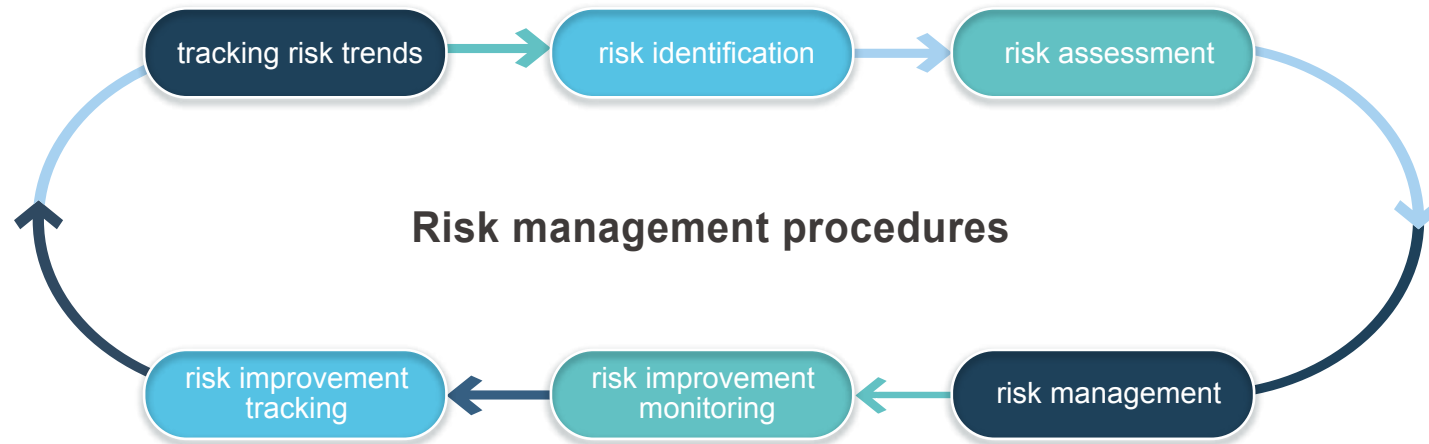 tracking risk trends
risk identification
risk assessment
Risk management procedures
risk improvement
tracking
risk improvement
monitoring
risk management